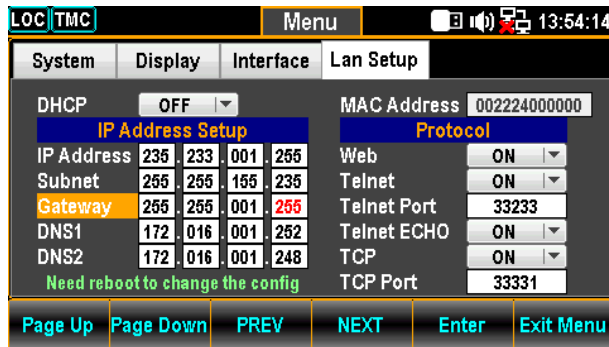 LOC TMC Menu 13:54:14
System Display Interface Lan Setup
DHCP OFF MAC Address 002224000000
IP Address Setup Protocol
IP Address 235 . 233 . 001 . 255 Web ON
Subnet 255 . 255 . 155 . 235 Telnet ON
Gateway 255 . 255 . 001 . 255 Telnet Port 33233
DNS1 172 . 016 . 001 . 252 Telnet ECHO ON
DNS2 172 . 016 . 001 . 248 TCP ON
Need reboot to change the config TCP Port 33331
Page Up Page Down PREV NEXT Enter Exit Menu